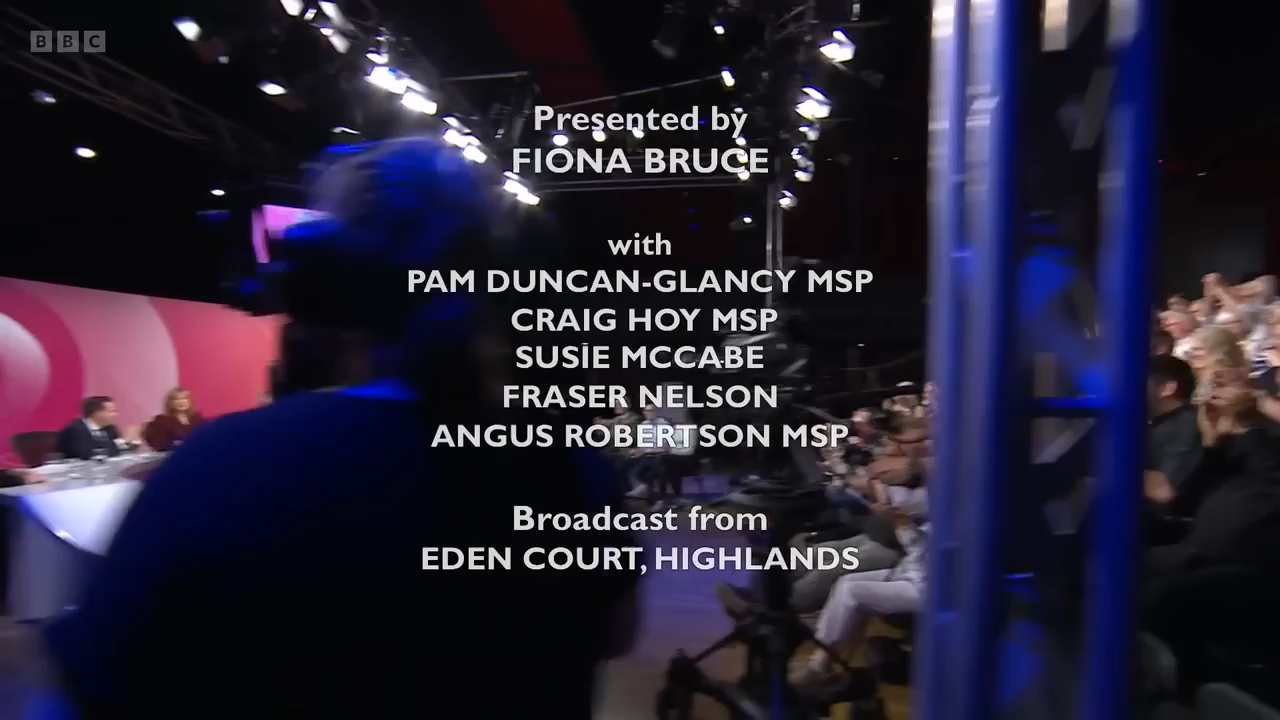 BBC
Presented by
FIONA BRUCE
with
PAM DUNCAN-GLANCY MSP
CRAIG HOY MSP
SUSIE MCCABE
FRASER NELSON
ANGUS ROBERTSON MSP
Broadcast from
EDEN COURT, HIGHLANDS